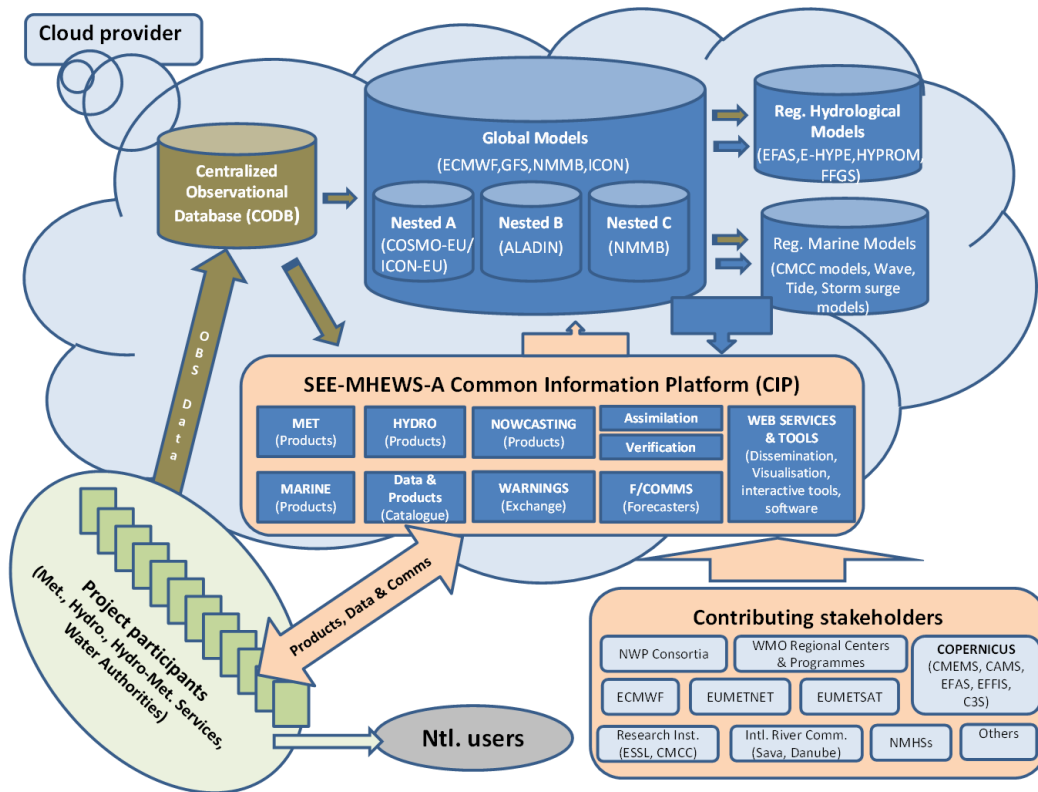 Cloud provider
Centralized
Observational
Database (CODB)
Global Models
(ECMWF,GFS,NMMB,ICON)
Nested A
(COSMO-EU/
ICON-EU)
Nested B
(ALADIN)
Nested C
(NMMB)
Reg. Hydrological
Models
(EFAS,E-HYPE,HYPROM,
FFGS)
Reg. Marine Models
(CMCC models, Wave,
Tide, Storm surge
models)
OBS Data
SEE-MHEWS-A Common Information Platform (CIP)
MET
(Products)
HYDRO
(Products)
NOWCASTING
(Products)
Assimilation
Verification
WEB SERVICES
& TOOLS
(Dissemination,
Visualisation,
interactive tools,
software
MARINE
(Products)
Data &
Products
(Catalogue)
WARNINGS
(Exchange)
F/COMMS
(Forecasters)
Project participants
(Met., Hydro., Hydro-Met. Services,
Water Authorities)
Products, Data & Comms
Ntl. users
Contributing stakeholders
NWP Consortia
WMO Regional Centers
& Programmes
COPERNICUS
(CMEMS, CAMS,
EFAS, EFFIS,
C3S)
ECMWF
EUMETNET
EUMETSAT
Research Inst.
(ESSL, CMCC)
Intl. River Comm.
(Sava, Danube)
NMHSs
Others